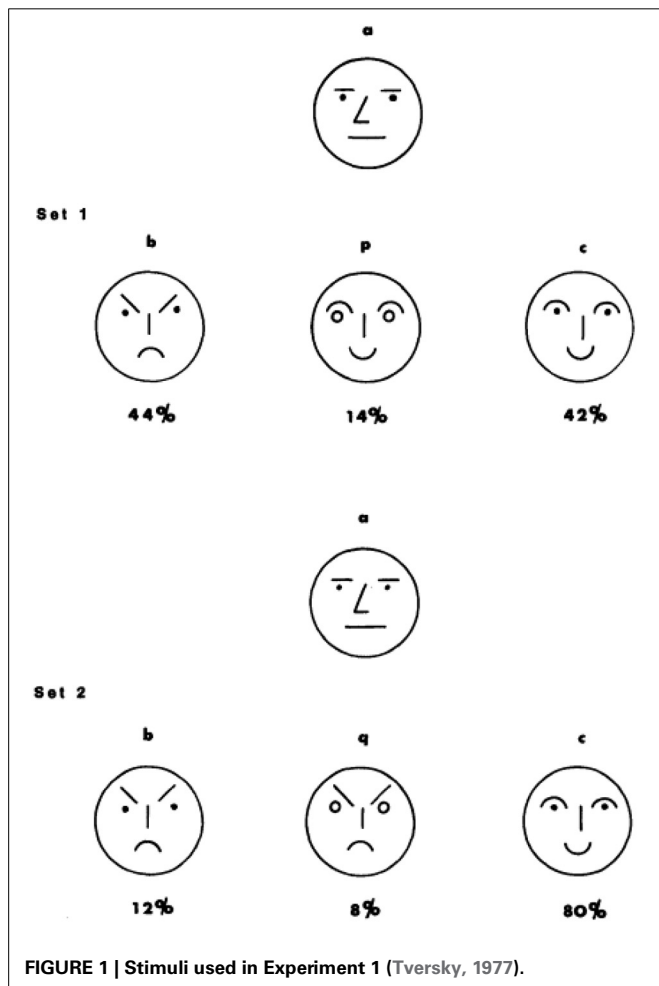 a
Set 1
b p c
44% 14% 42%
a
Set 2
b q c
12% 8% 80%
FIGURE 1 | Stimuli used in Experiment 1 (Tversky, 1977).